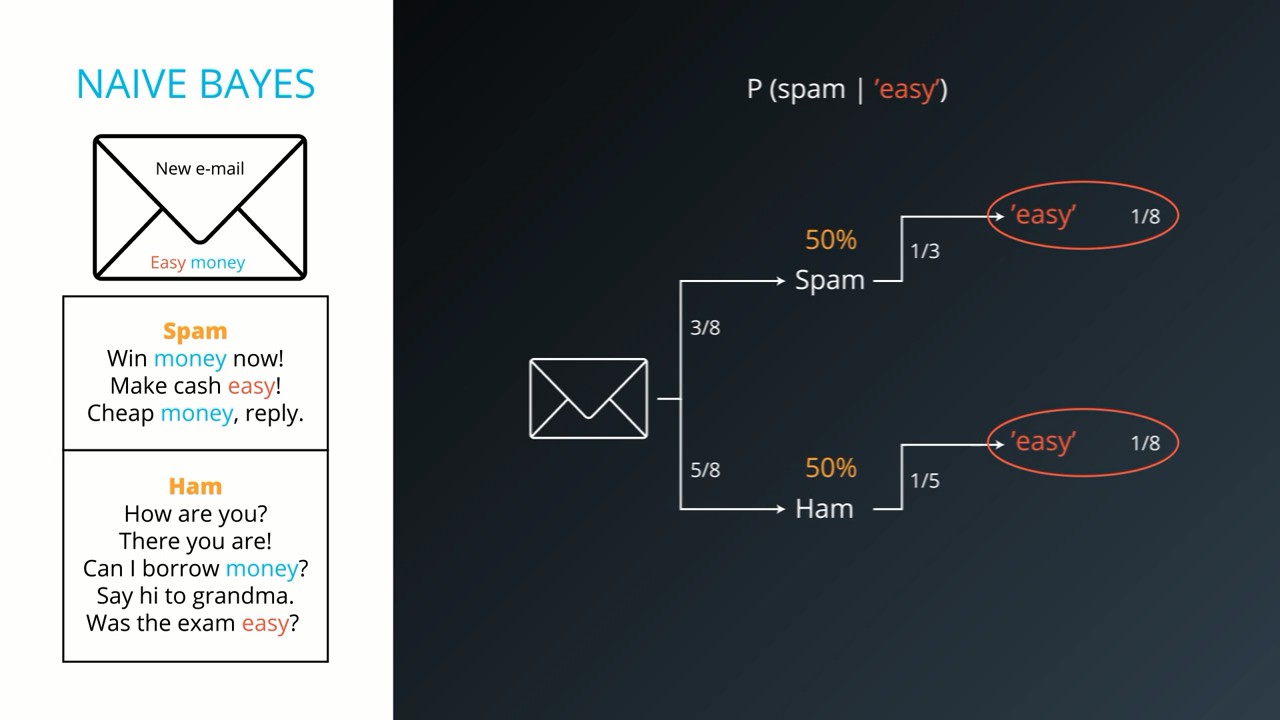 NAIVE BAYES
New e-mail
Easy money
Spam
Win money now!
Make cash easy!
Cheap money, reply.
Ham
How are you?
There you are!
Can I borrow money?
Say hi to grandma.
Was the exam easy?
P (spam | ’easy’)
’easy’ 1/8
50%
1/3
Spam
3/8
’easy’ 1/8
50%
5/8
1/5
Ham